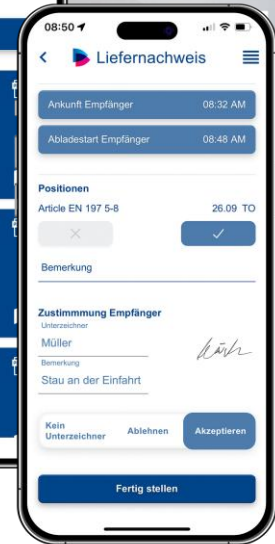 08:50
Liefernachweis
Ankunft Empfänger 08:32 AM
Abladestart Empfänger 08:48 AM
Positionen
Article EN 197 5-8 26.09 TO
Bemerkung
Zustimmmung Empfänger
Unterzeichner
Müller
Bemerkung
Stau an der Einfahrt
Kein
Unterzeichner Ablehnen Akzeptieren
Fertig stellen